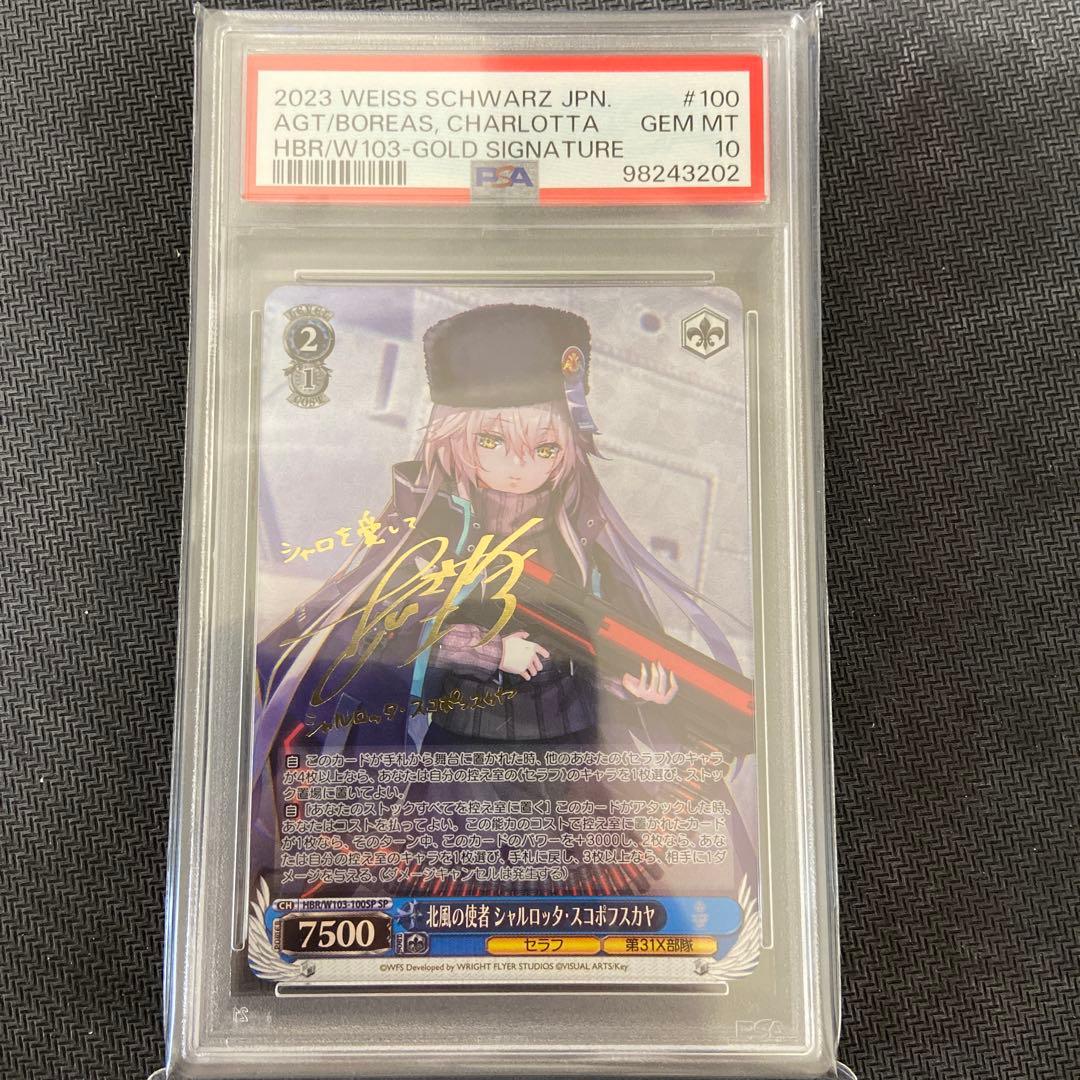 2023 WEISS SCHWARZ JPN. #100
AGT/BOREAS, CHARLOTTA GEM MT
HBR/W103-GOLD SIGNATURE 10
PSA 98243202
LEVEL
2
1
COST
シャロを愛して
シャルロッタ・スコポフスカヤ
自 このカードが手札から舞台に置かれた時、他のあなたの《セラフ》のキャラ
が4枚以上なら、あなたは自分の控え室の《セラフ》のキャラを1枚選び、ストッ
ク置場に置いてよい。
自 [あなたのストックすべてを控え室に置く] このカードがアタックした時、
あなたはコストを払ってよい。この能力のコストで控え室に置かれたカード
が1枚なら、そのターン中、このカードのパワーを+3000し、2枚なら、あな
たは自分の控え室のキャラを1枚選び、手札に戻し、3枚以上なら、相手に1ダ
メージを与える。(ダメージキャンセルは発生する)
CH HBR/W103-100SP SP
7500
北風の使者 シャルロッタ・スコポフスカヤ
セラフ 第31X部隊
©WFS Developed by WRIGHT FLYER STUDIOS ©VISUAL ARTS/Key
PSA